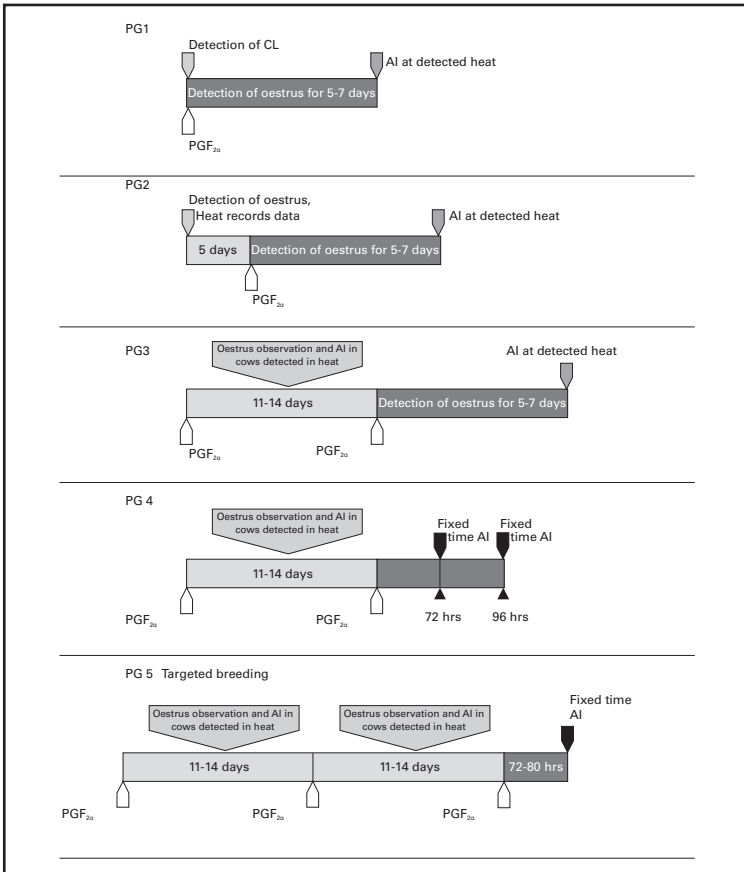 PG1
Detection of CL
AI at detected heat
Detection of oestrus for 5-7 days
PGF2α
PG2
Detection of oestrus,
Heat records data
AI at detected heat
5 days
Detection of oestrus for 5-7 days
PGF2α
PG3
Oestrus observation and AI in
cows detected in heat
AI at detected heat
11-14 days
Detection of oestrus for 5-7 days
PGF2α
PGF2α
PG 4
Oestrus observation and AI in
cows detected in heat
Fixed
time AI
Fixed
time AI
11-14 days
PGF2α
PGF2α
72 hrs
96 hrs
PG 5 Targeted breeding
Oestrus observation and AI in
cows detected in heat
Oestrus observation and AI in
cows detected in heat
Fixed time
AI
11-14 days
11-14 days
72-80 hrs
PGF2α
PGF2α
PGF2α